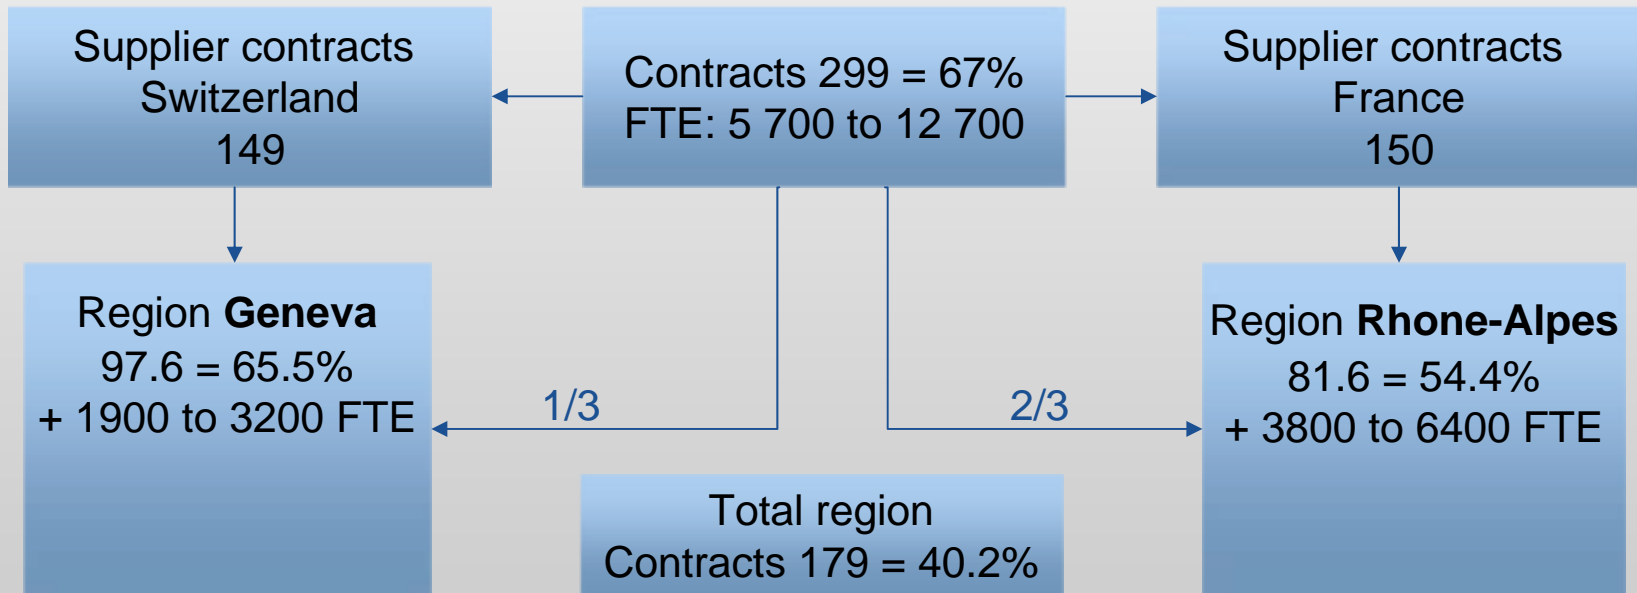 Supplier contracts
Switzerland
149
Contracts 299 = 67%
FTE: 5 700 to 12 700
Supplier contracts
France
150
Region Geneva
97.6 = 65.5%
+ 1900 to 3200 FTE
1/3
2/3
Region Rhone-Alpes
81.6 = 54.4%
+ 3800 to 6400 FTE
Total region
Contracts 179 = 40.2%